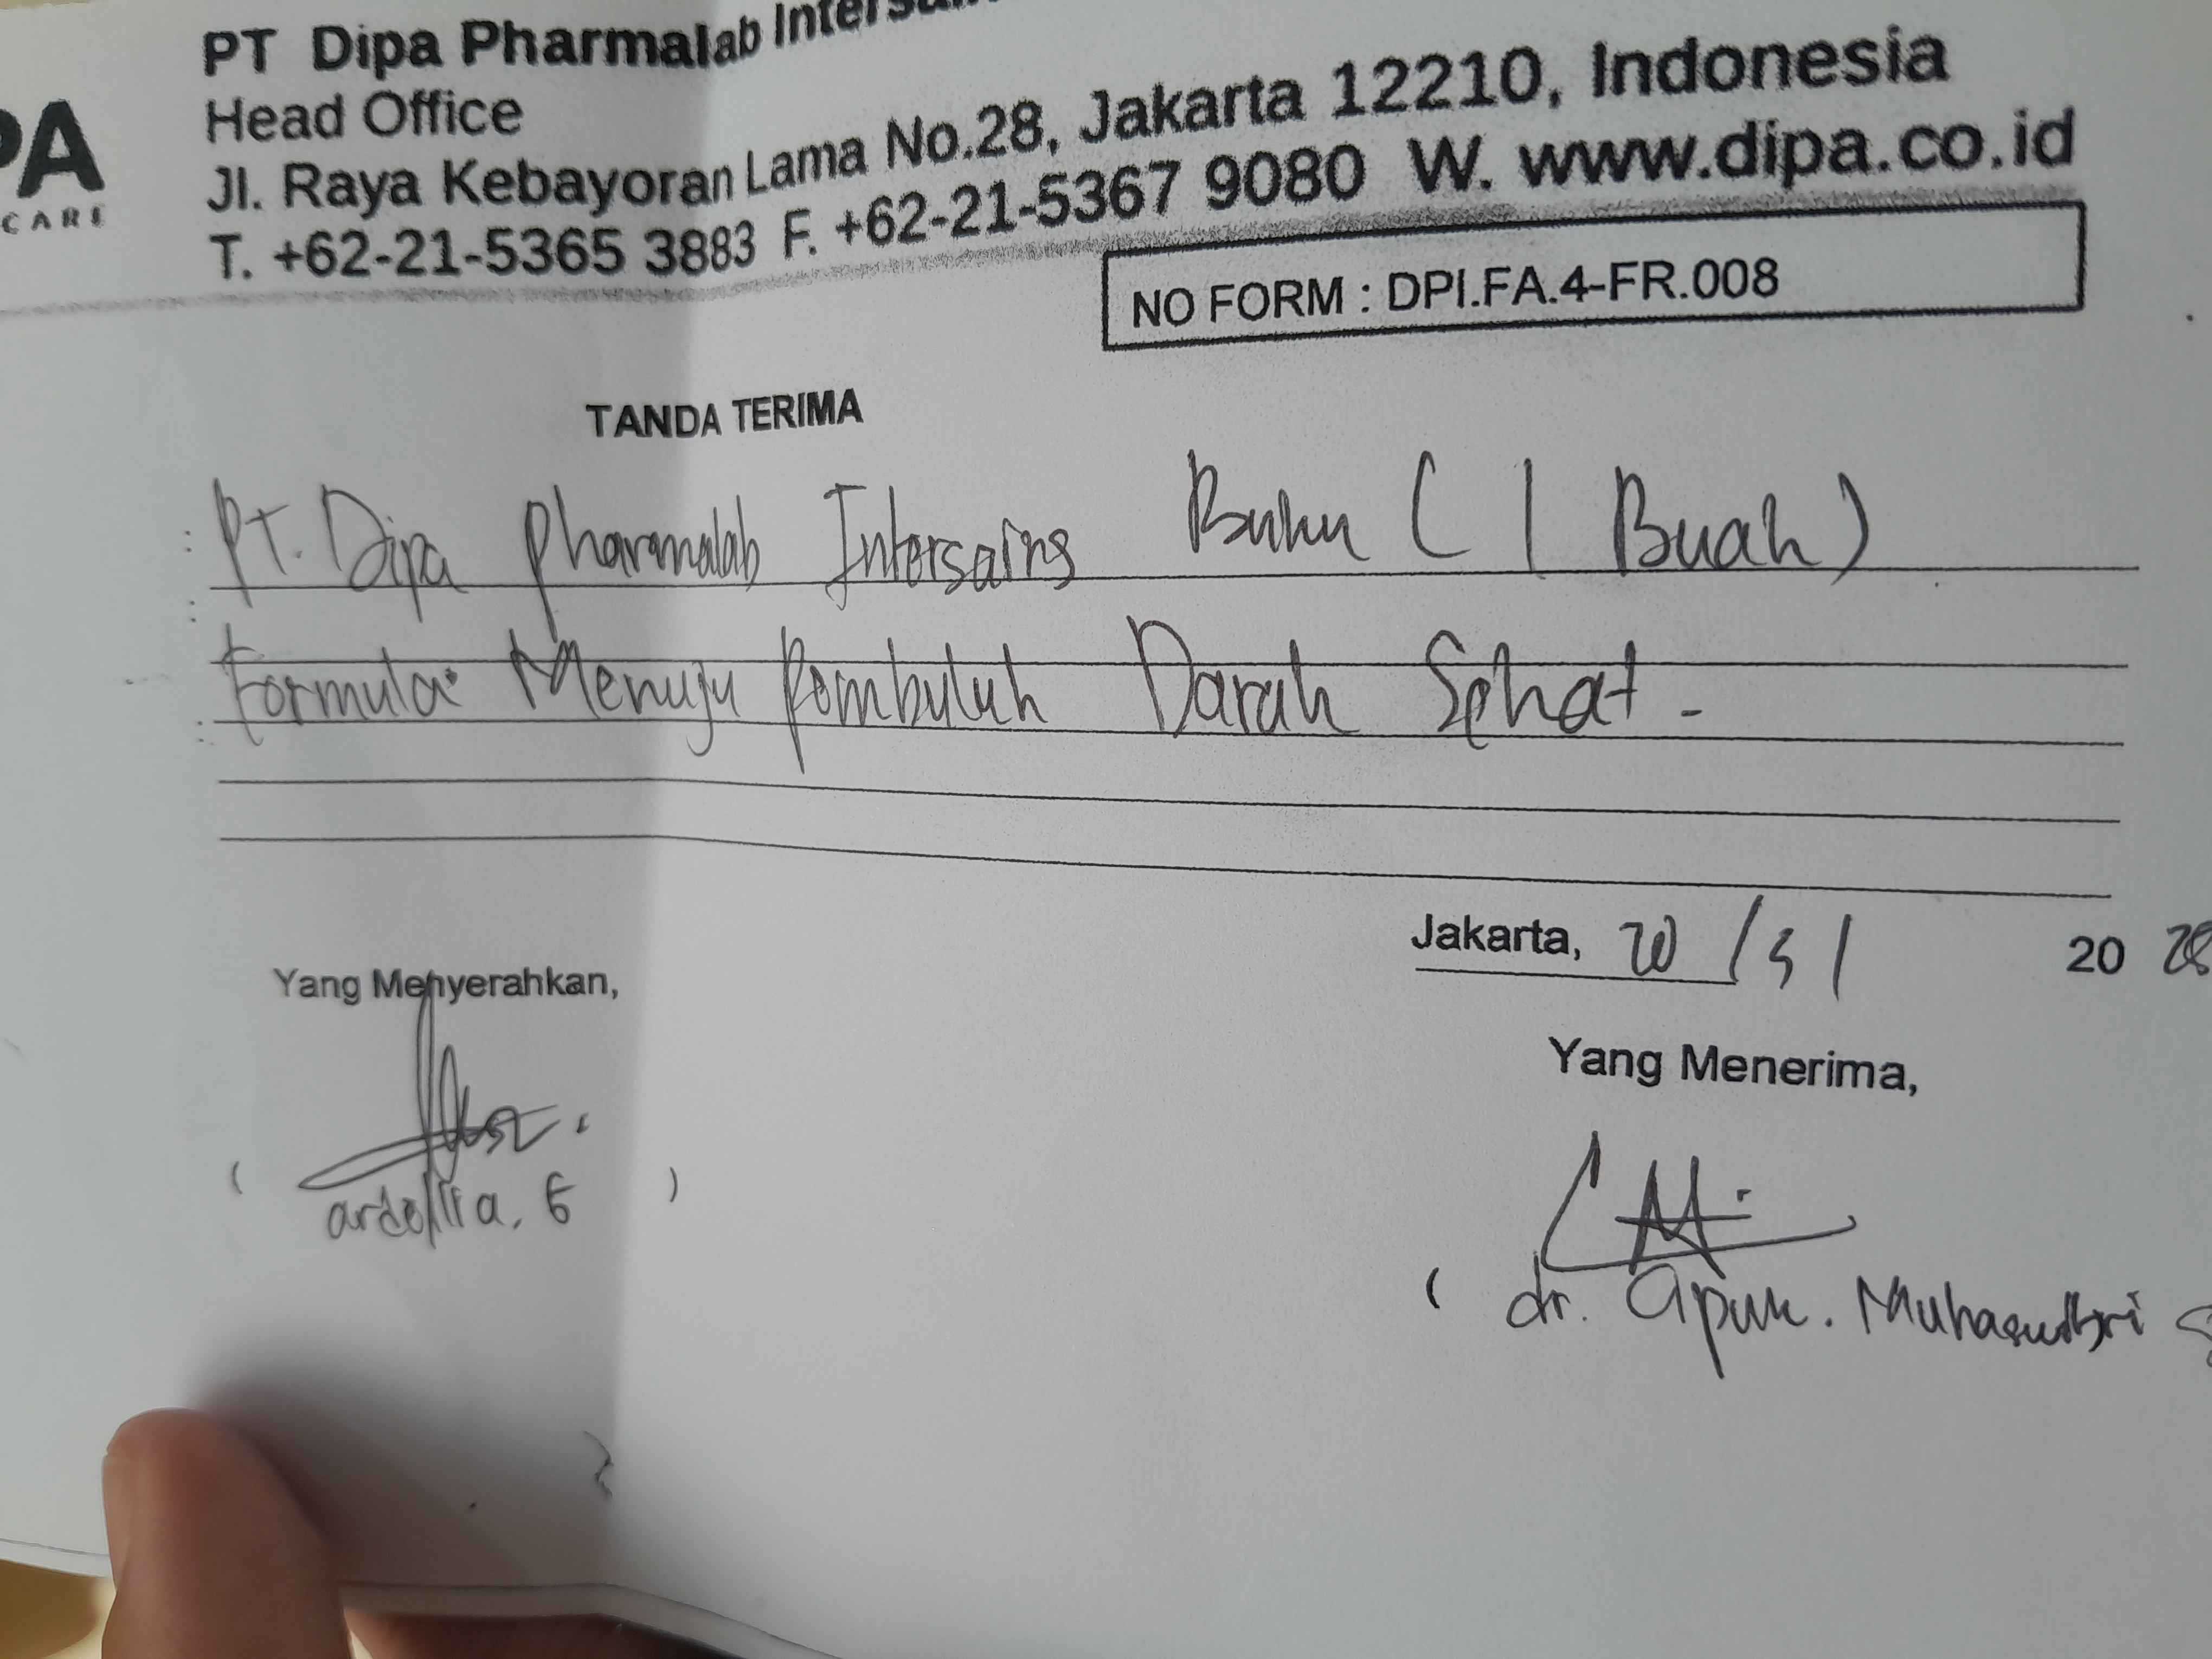 PT Dipa Pharmalab
Head Office
Jl. Raya Kebayoran Lama No.28, Jakarta 12210, Indonesia
T. +62-21-5365 3883 F. +62-21-5367 9080 W. www.dipa.co.id
CARE
NO FORM : DPI.FA.4-FR.008
TANDA TERIMA
: PT. Dipa Pharmalab Intersains Buku (1 Buah)
: Formula Menuju Pembuluh Darah Sehat -
Jakarta, 20/5/ 20
Yang Menyerahkan,
Yang Menerima,
( ardellia. )
( dr.